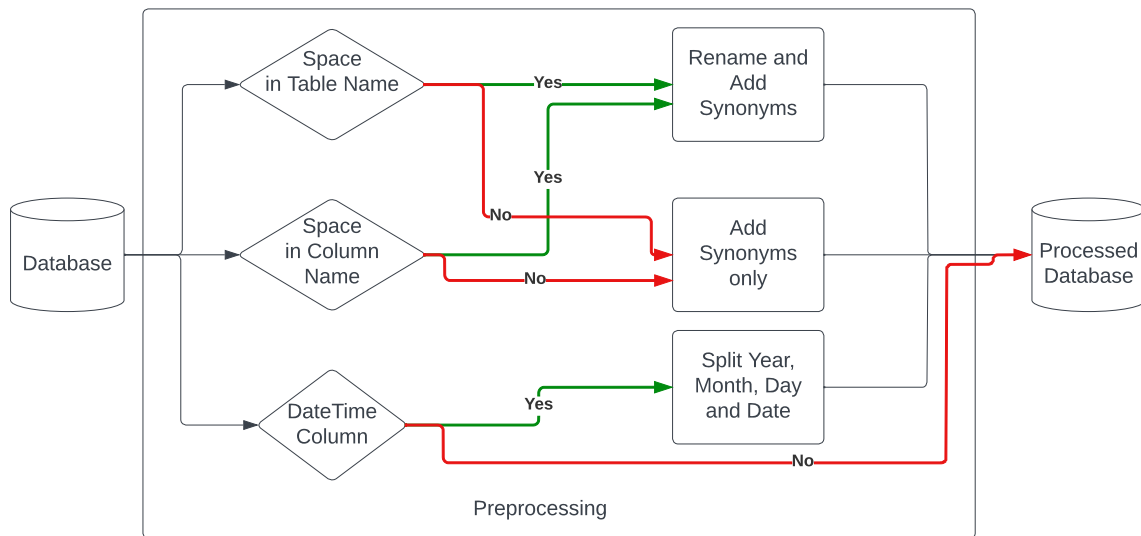 Space
in Table Name
Yes
Rename and
Add
Synonyms
Yes
No
Database
Space
in Column
Name
No
Add
Synonyms
only
Processed
Database
DateTime
Column
Yes
Split Year,
Month, Day
and Date
No
Preprocessing